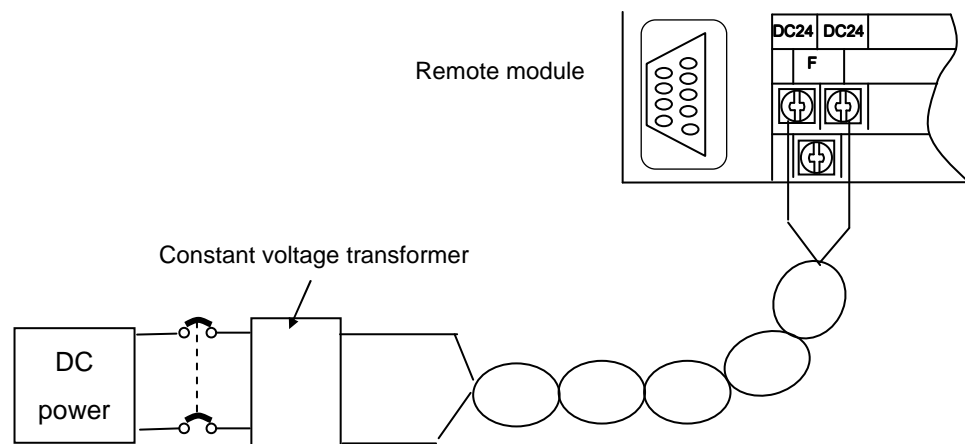 DC24 DC24
F
Remote module
Constant voltage transformer
DC
power